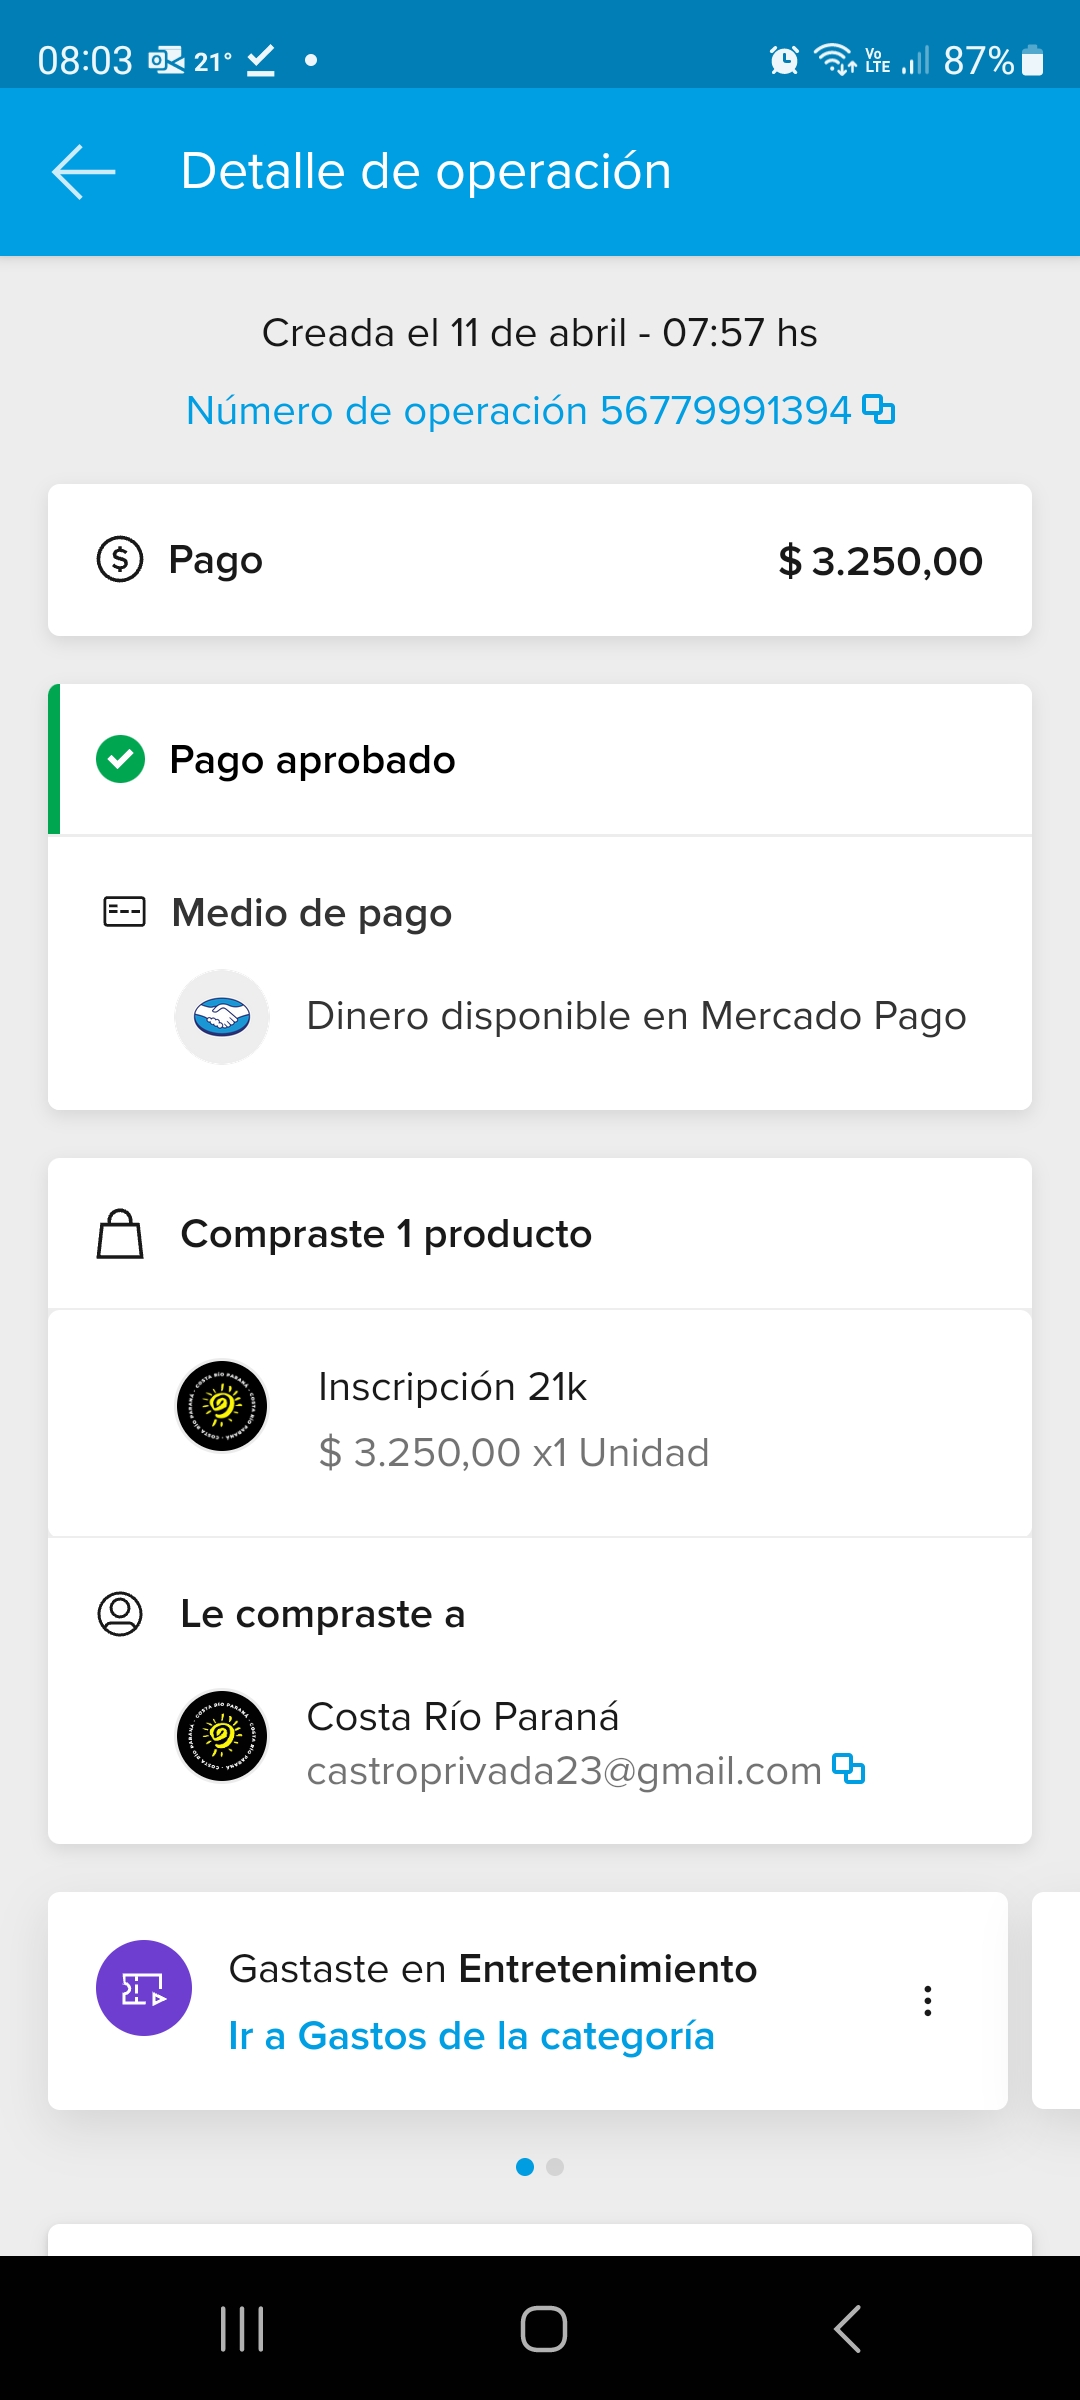 08:03 21° Vo LTE 87%
Detalle de operación
Creada el 11 de abril - 07:57 hs
Número de operación 56779991394
Pago $ 3.250,00
Pago aprobado
Medio de pago
Dinero disponible en Mercado Pago
Compraste 1 producto
Inscripción 21k
$ 3.250,00 x1 Unidad
Le compraste a
Costa Río Paraná
castroprivada23@gmail.com
Gastaste en Entretenimiento
Ir a Gastos de la categoría